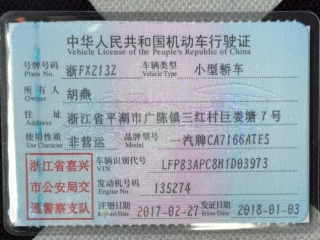 中华人民共和国机动车行驶证
Vehicle License of the People's Republic of China
号牌号码 浙FX213Z 车辆类型 小型轿车
Plate No. Vehicle Type
所有人 胡燕
Owner
住址 浙江省平湖市广陈镇三红村巨娄塘7号
Address
使用性质 非营运 品牌型号 一汽牌CA7166ATE5
Use Character Model
浙江省嘉兴
市公安局交
通警察支队
车辆识别代号 LFP83APC8H1D03973
VIN
发动机号码 135274
Engine No.
注册日期 2017-02-27 发证日期 2018-01-03
Register Date Issue Date